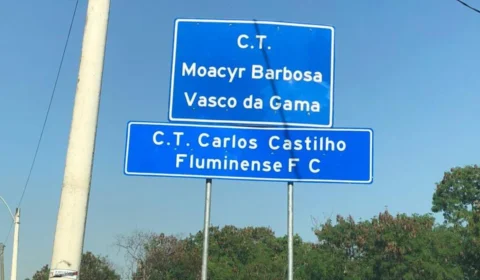 C.T.
Moacyr Barbosa
Vasco da Gama
C.T. Carlos Castilho
Fluminense F C